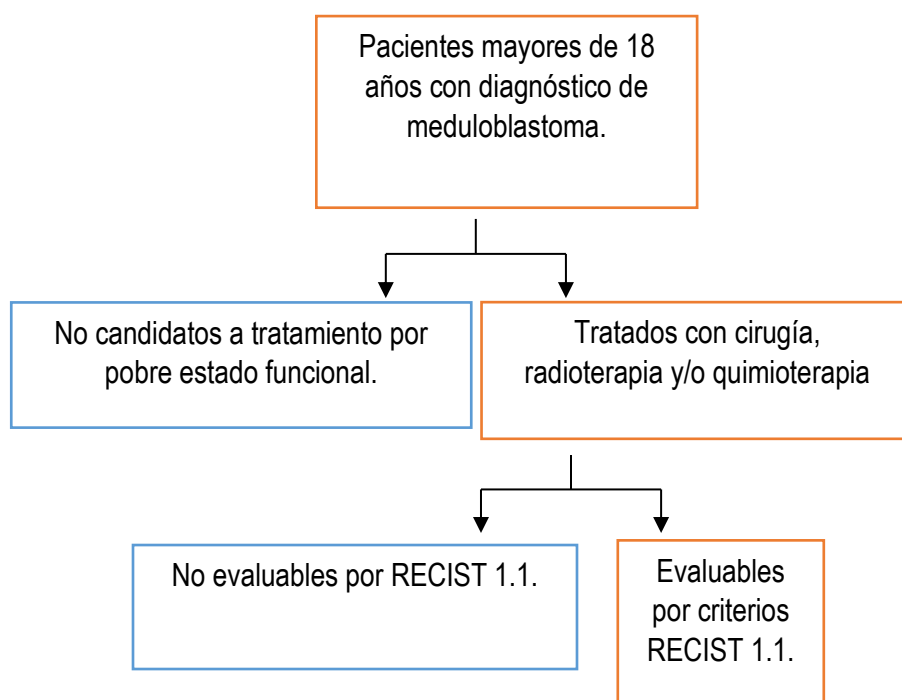 Pacientes mayores de 18
años con diagnóstico de
meduloblastoma.
No candidatos a tratamiento por
pobre estado funcional.
Tratados con cirugía,
radioterapia y/o quimioterapia
No evaluables por RECIST 1.1.
Evaluables
por criterios
RECIST 1.1.